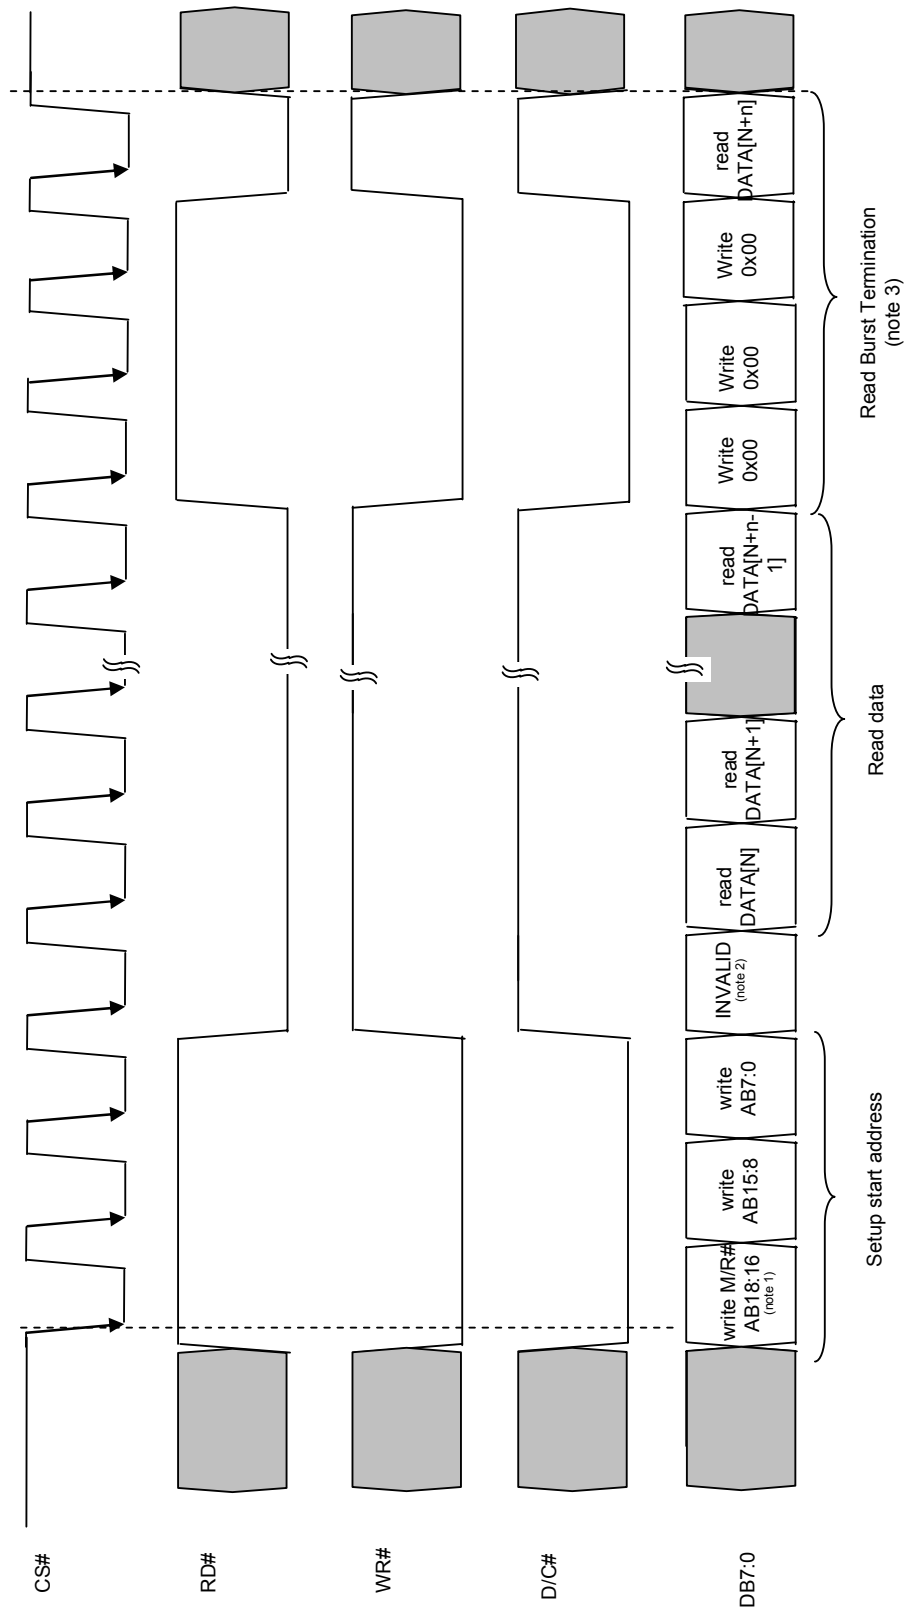 CS#
RD#
WR#
D/C#
DB7:0
write M/R#
AB18:16
(note 1)
write
AB15:8
write
AB7:0
INVALID
(note 2)
read
DATA[N]
read
DATA[N+1]
read
DATA[N+n-
1]
Write
0x00
Write
0x00
Write
0x00
read
DATA[N+n]
Setup start address
Read data
Read Burst Termination
(note 3)